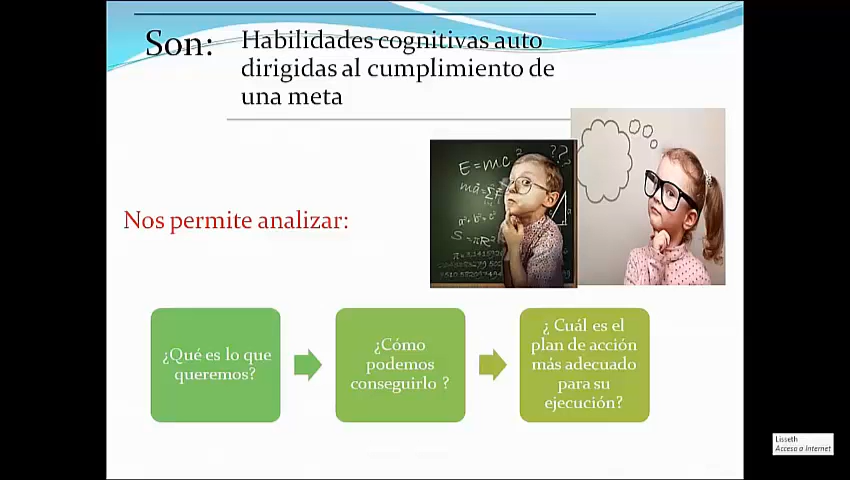 Son:
Habilidades cognitivas auto
dirigidas al cumplimiento de
una meta
E=mc²
??
Nos permite analizar:
¿Qué es lo que
queremos?
¿Cómo
podemos
conseguirlo ?
¿ Cuál es el
plan de acción
más adecuado
para su
ejecución?
Lisseth
Acceso a Internet